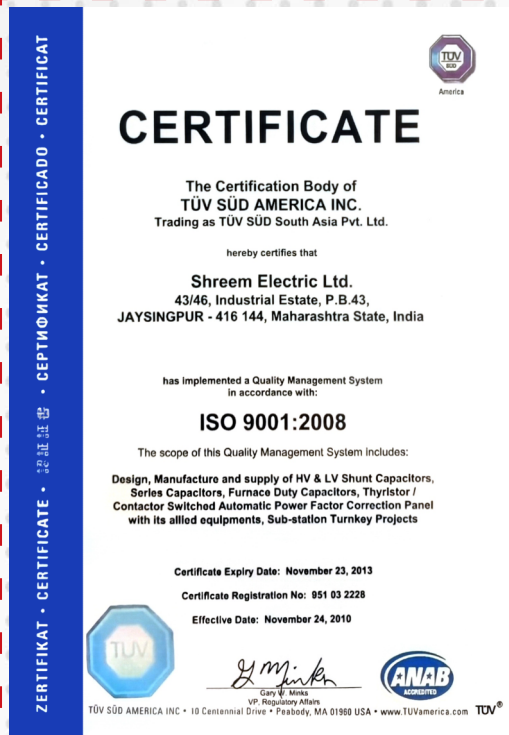 TÜV
SÜD
America
CERTIFICATE
The Certification Body of
TÜV SÜD AMERICA INC.
Trading as TÜV SÜD South Asia Pvt. Ltd.
hereby certifies that
Shreem Electric Ltd.
43/46, Industrial Estate, P.B.43,
JAYSINGPUR - 416 144, Maharashtra State, India
has implemented a Quality Management System
in accordance with:
ISO 9001:2008
The scope of this Quality Management System includes:
Design, Manufacture and supply of HV & LV Shunt Capacitors,
Series Capacitors, Furnace Duty Capacitors, Thyristor /
Contactor Switched Automatic Power Factor Correction Panel
with its allied equipments, Sub-station Turnkey Projects
Certificate Expiry Date: November 23, 2013
Certificate Registration No: 951 03 2228
Effective Date: November 24, 2010
TÜV
Gary W. Minks
VP, Regulatory Affairs
ANAB
ACCREDITED
TÜV SÜD AMERICA INC • 10 Centennial Drive • Peabody, MA 01960 USA • www.TUVamerica.com TÜV®
ZERTIFIKAT • CERTIFICATE • 認証証書 • СЕРТИФИКАТ • CERTIFICADO • CERTIFICAT